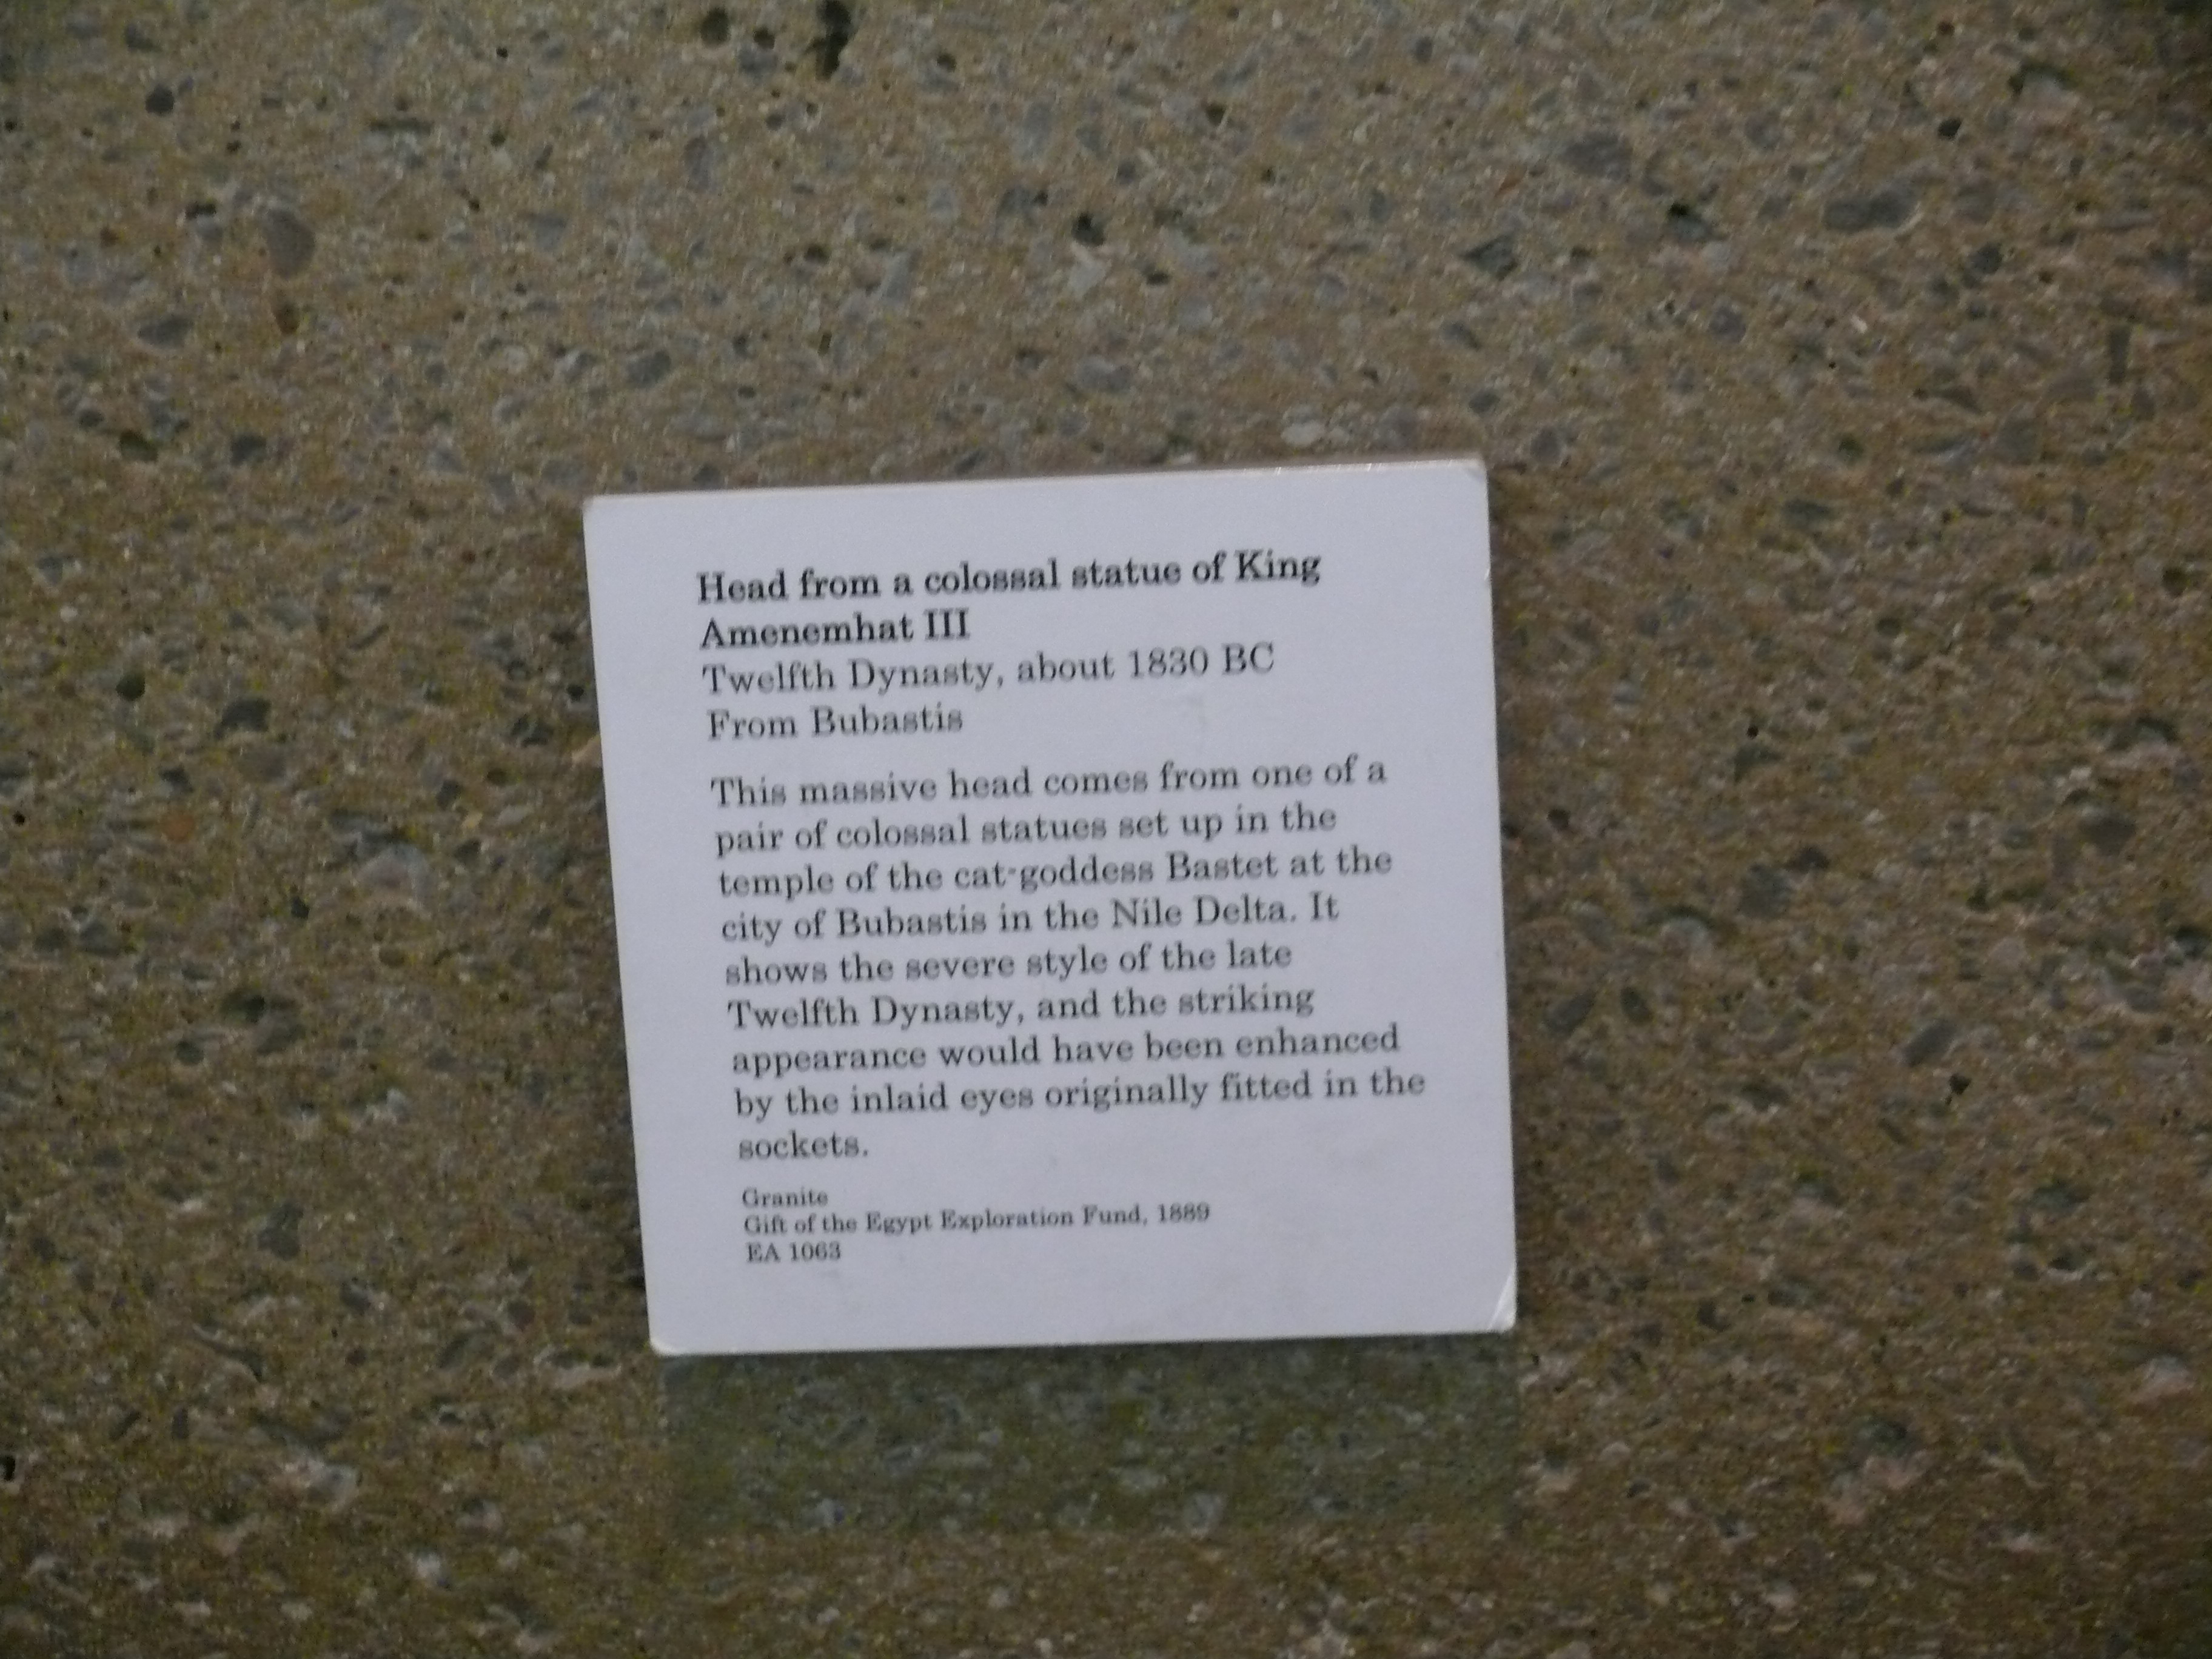 Head from a colossal statue of King
Amenemhat III
Twelfth Dynasty, about 1830 BC
From Bubastis
This massive head comes from one of a
pair of colossal statues set up in the
temple of the cat-goddess Bastet at the
city of Bubastis in the Nile Delta. It
shows the severe style of the late
Twelfth Dynasty, and the striking
appearance would have been enhanced
by the inlaid eyes originally fitted in the
sockets.
Granite
Gift of the Egypt Exploration Fund, 1889
EA 1063